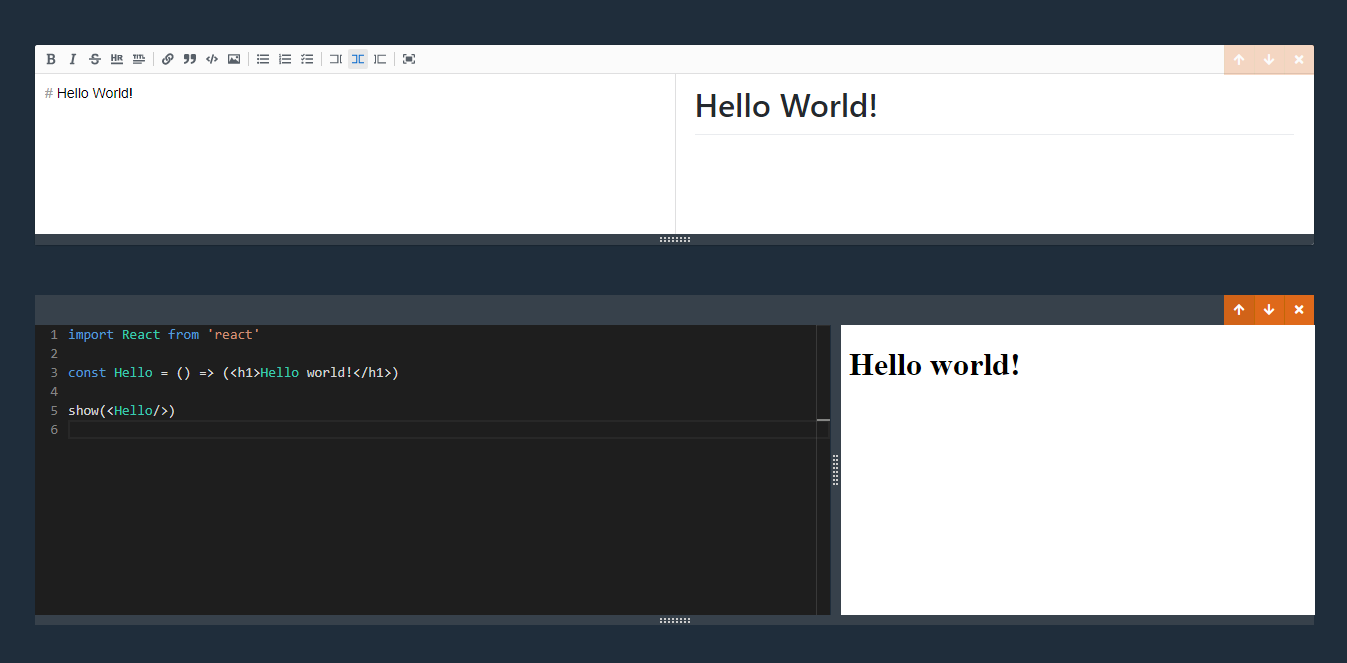 B I S HR TITL
# Hello World!
Hello World!
1 import React from 'react'
2
3 const Hello = () => (<h1>Hello world!</h1>)
4
5 show(<Hello/>)
6
Hello world!